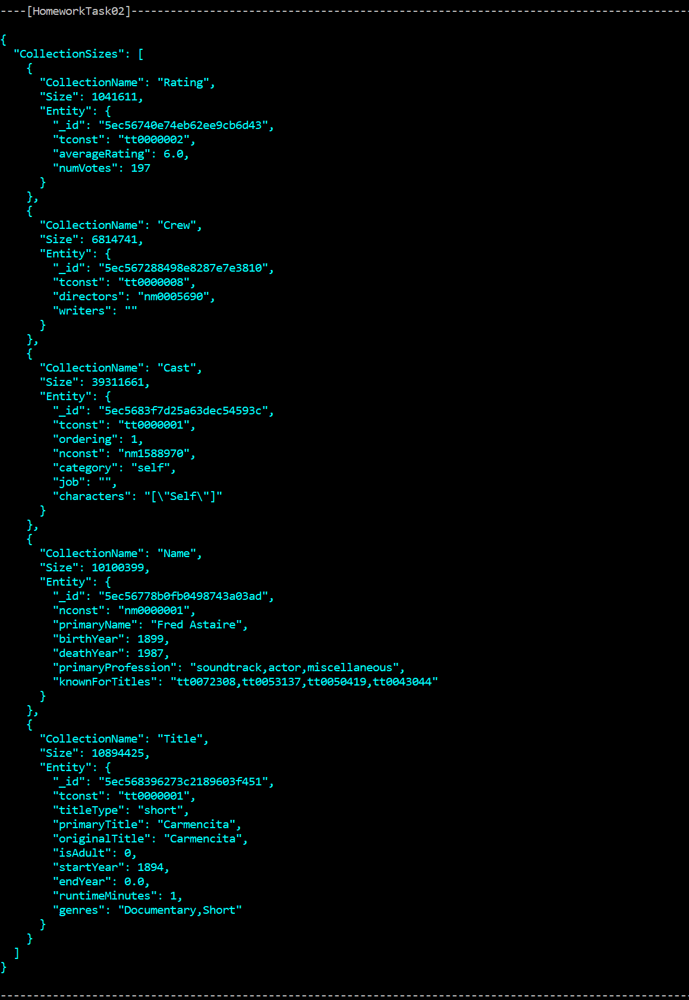 ----[HomeworkTask02]--------------------------------------------------------------------------------------
{
  "CollectionSizes": [
    {
      "CollectionName": "Rating",
      "Size": 1041611,
      "Entity": {
        "_id": "5ec56740e74eb62ee9cb6d43",
        "tconst": "tt0000002",
        "averageRating": 6.0,
        "numVotes": 197
      }
    },
    {
      "CollectionName": "Crew",
      "Size": 6814741,
      "Entity": {
        "_id": "5ec567288498e8287e7e3810",
        "tconst": "tt0000008",
        "directors": "nm0005690",
        "writers": ""
      }
    },
    {
      "CollectionName": "Cast",
      "Size": 39311661,
      "Entity": {
        "_id": "5ec5683f7d25a63dec54593c",
        "tconst": "tt0000001",
        "ordering": 1,
        "nconst": "nm1588970",
        "category": "self",
        "job": "",
        "characters": "[\"Self\"]"
      }
    },
    {
      "CollectionName": "Name",
      "Size": 10100399,
      "Entity": {
        "_id": "5ec56778b0fb0498743a03ad",
        "nconst": "nm0000001",
        "primaryName": "Fred Astaire",
        "birthYear": 1899,
        "deathYear": 1987,
        "primaryProfession": "soundtrack,actor,miscellaneous",
        "knownForTitles": "tt0072308,tt0053137,tt0050419,tt0043044"
      }
    },
    {
      "CollectionName": "Title",
      "Size": 10894425,
      "Entity": {
        "_id": "5ec568396273c2189603f451",
        "tconst": "tt0000001",
        "titleType": "short",
        "primaryTitle": "Carmencita",
        "originalTitle": "Carmencita",
        "isAdult": 0,
        "startYear": 1894,
        "endYear": 0.0,
        "runtimeMinutes": 1,
        "genres": "Documentary,Short"
      }
    }
  ]
}
----------------------------------------------------------------------------------------------------------